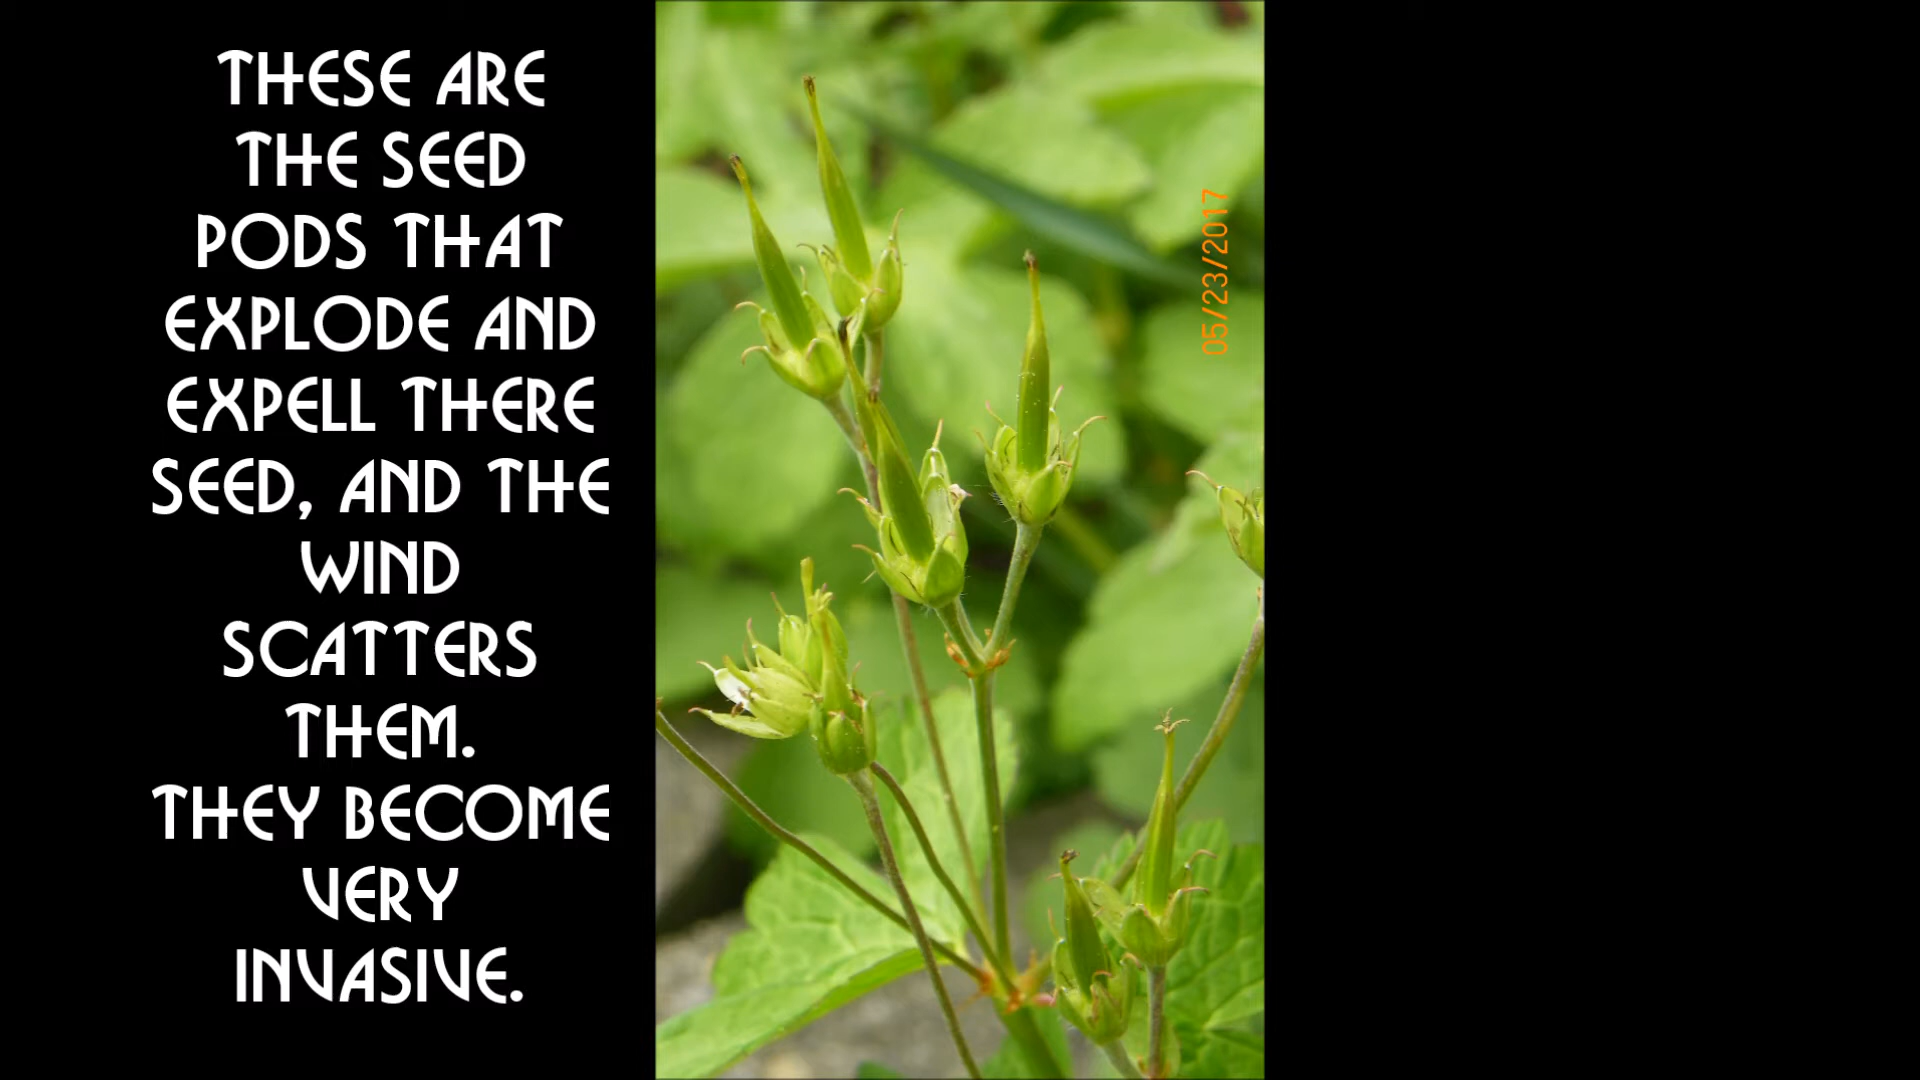 THESE ARE
THE SEED
PODS THAT
EXPLODE AND
EXPELL THERE
SEED, AND THE
WIND
SCATTERS
THEM.
THEY BECOME
VERY
INVASIVE.
05/23/2017